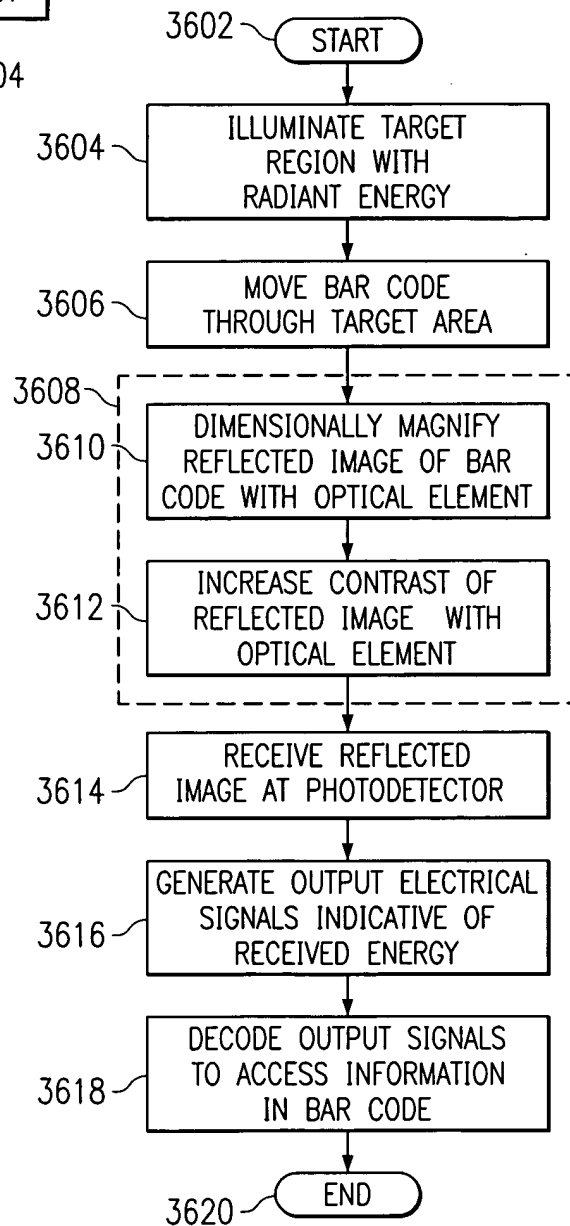 04
3602
START
3604
ILLUMINATE TARGET
REGION WITH
RADIANT ENERGY
3606
MOVE BAR CODE
THROUGH TARGET AREA
3608
3610
DIMENSIONALLY MAGNIFY
REFLECTED IMAGE OF BAR
CODE WITH OPTICAL ELEMENT
3612
INCREASE CONTRAST OF
REFLECTED IMAGE WITH
OPTICAL ELEMENT
3614
RECEIVE REFLECTED
IMAGE AT PHOTODETECTOR
3616
GENERATE OUTPUT ELECTRICAL
SIGNALS INDICATIVE OF
RECEIVED ENERGY
3618
DECODE OUTPUT SIGNALS
TO ACCESS INFORMATION
IN BAR CODE
3620
END